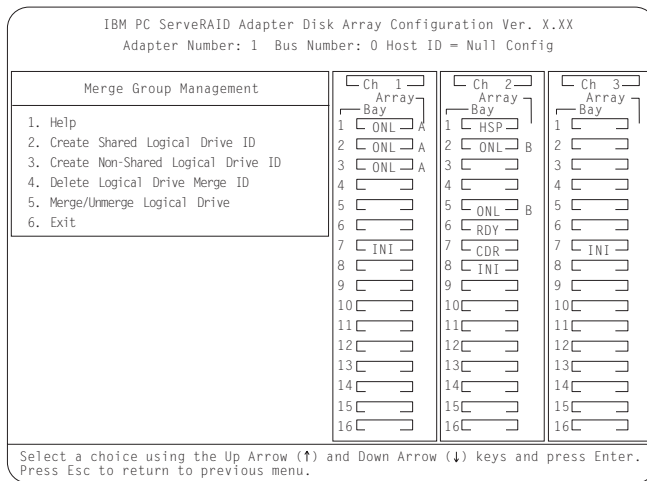 IBM PC ServeRAID Adapter Disk Array Configuration Ver. X.XX
Adapter Number: 1 Bus Number: 0 Host ID = Null Config
Merge Group Management
1. Help
2. Create Shared Logical Drive ID
3. Create Non-Shared Logical Drive ID
4. Delete Logical Drive Merge ID
5. Merge/Unmerge Logical Drive
6. Exit
Ch 1
Array
Bay
1 ONL A
2 ONL A
3 ONL A
4
5
6
7 INI
8
9
10
11
12
13
14
15
16
Ch 2
Array
Bay
1 HSP
2 ONL B
3
4
5 ONL B
6 RDY
7 CDR
8 INI
9
10
11
12
13
14
15
16
Ch 3
Array
Bay
1
2
3
4
5
6
7 INI
8
9
10
11
12
13
14
15
16
Select a choice using the Up Arrow (↑) and Down Arrow (↓) keys and press Enter.
Press Esc to return to previous menu.